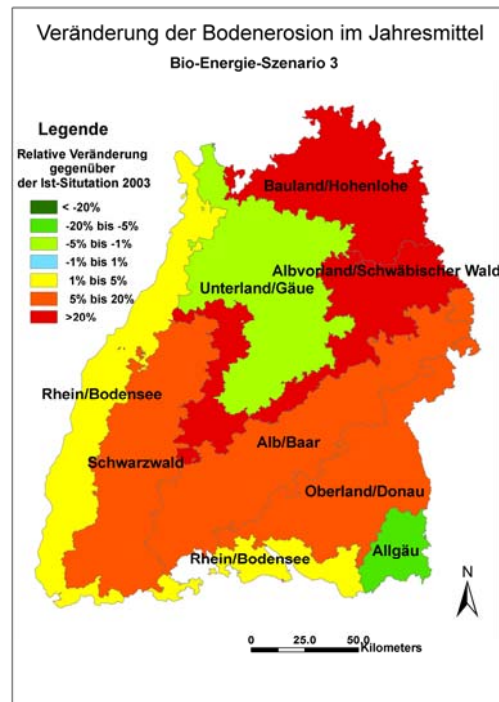 Veränderung der Bodenerosion im Jahresmittel
Bio-Energie-Szenario 3
Legende
Relative Veränderung
gegenüber
der Ist-Situtation 2003
< -20%
-20% bis -5%
-5% bis -1%
-1% bis 1%
1% bis 5%
5% bis 20%
>20%
Bauland/Hohenlohe
Albvorland/Schwäbischer Wald
Unterland/Gäue
Rhein/Bodensee
Alb/Baar
Schwarzwald
Oberland/Donau
Rhein/Bodensee
Allgäu
N
0 25.0 50.0
Kilometers